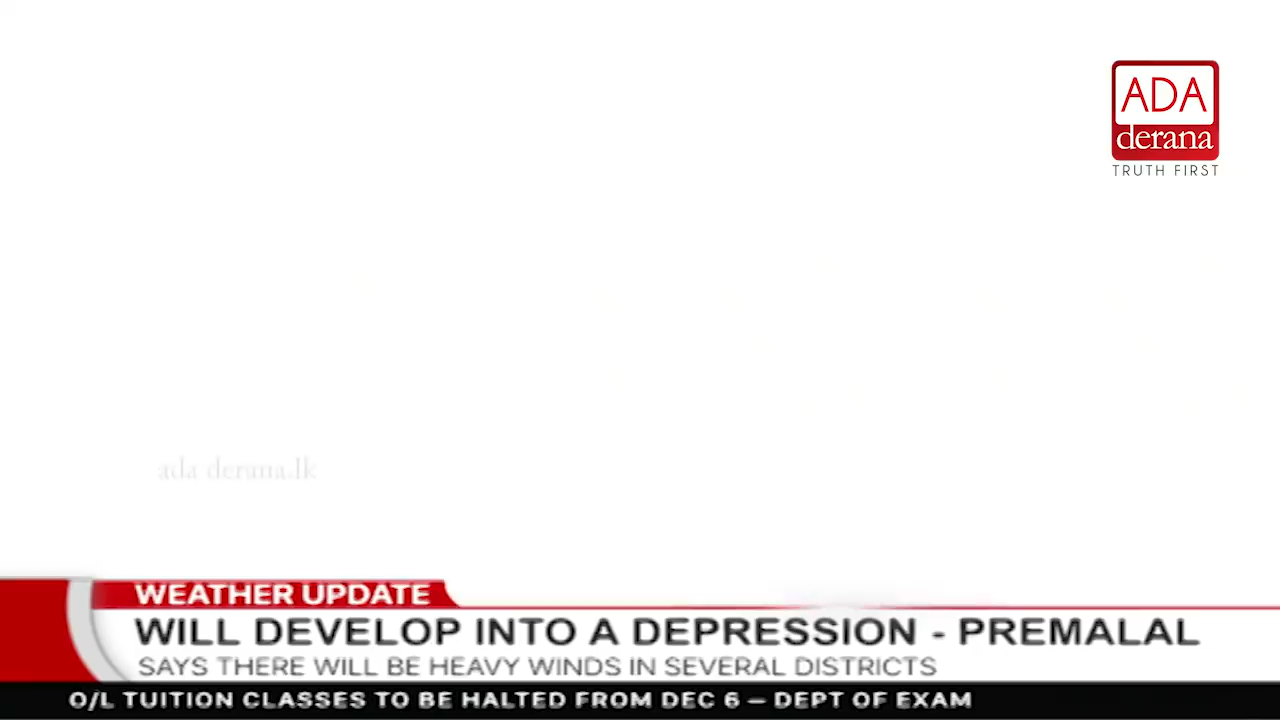 ADA
derana
TRUTH FIRST
ada derana.lk
WEATHER UPDATE
WILL DEVELOP INTO A DEPRESSION - PREMALAL
SAYS THERE WILL BE HEAVY WINDS IN SEVERAL DISTRICTS
O/L TUITION CLASSES TO BE HALTED FROM DEC 6 – DEPT OF EXAM